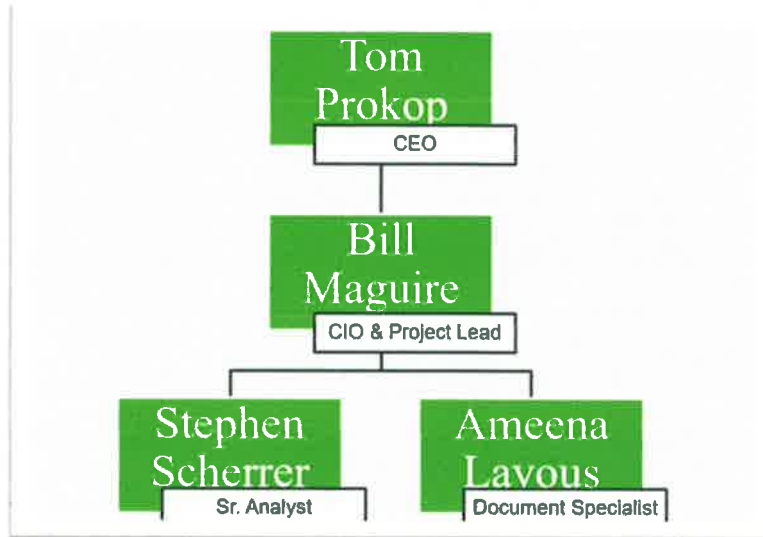 Tom
Prokop
CEO
Bill
Maguire
CIO & Project Lead
Stephen
Scherrer
Sr. Analyst
Ameena
Lavous
Document Specialist